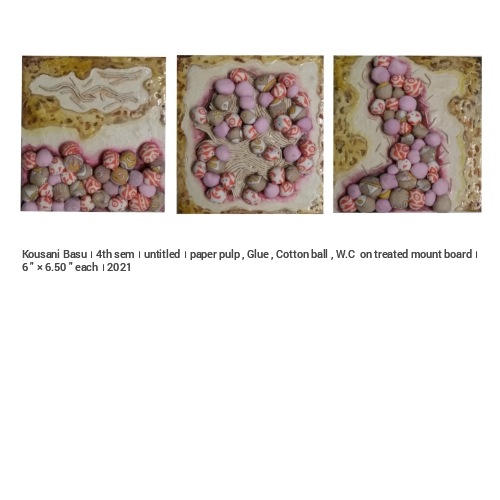 Kousani Basu | 4th sem | untitled | paper pulp , Glue , Cotton ball , W.C on treated mount board |
6 " × 6.50 " each | 2021